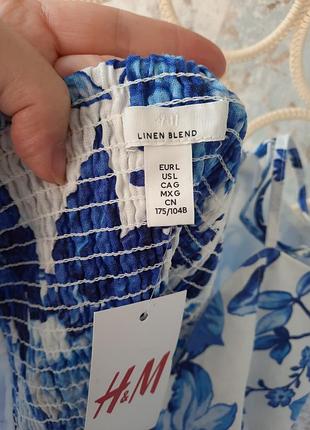 H&M
LINEN BLEND
EUR L
US L
CA G
MX G
CN
175/104B
H&M